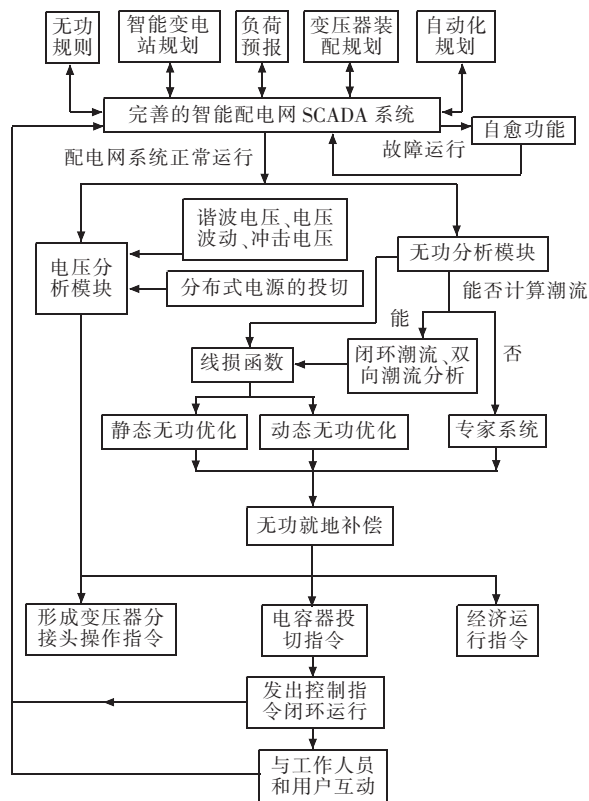 无功
规则
智能变电
站规划
负荷
预报
变压器装
配规划
自动化
规划
完善的智能配电网 SCADA 系统
自愈功能
配电网系统正常运行
故障运行
谐波电压、电压
波动、冲击电压
电压分
析模块
分布式电源的投切
无功分析模块
能否计算潮流
能
否
线损函数
闭环潮流、双
向潮流分析
静态无功优化
动态无功优化
专家系统
无功就地补偿
形成变压器分
接头操作指令
电容器投
切指令
经济运
行指令
发出控制指
令闭环运行
与工作人员
和用户互动